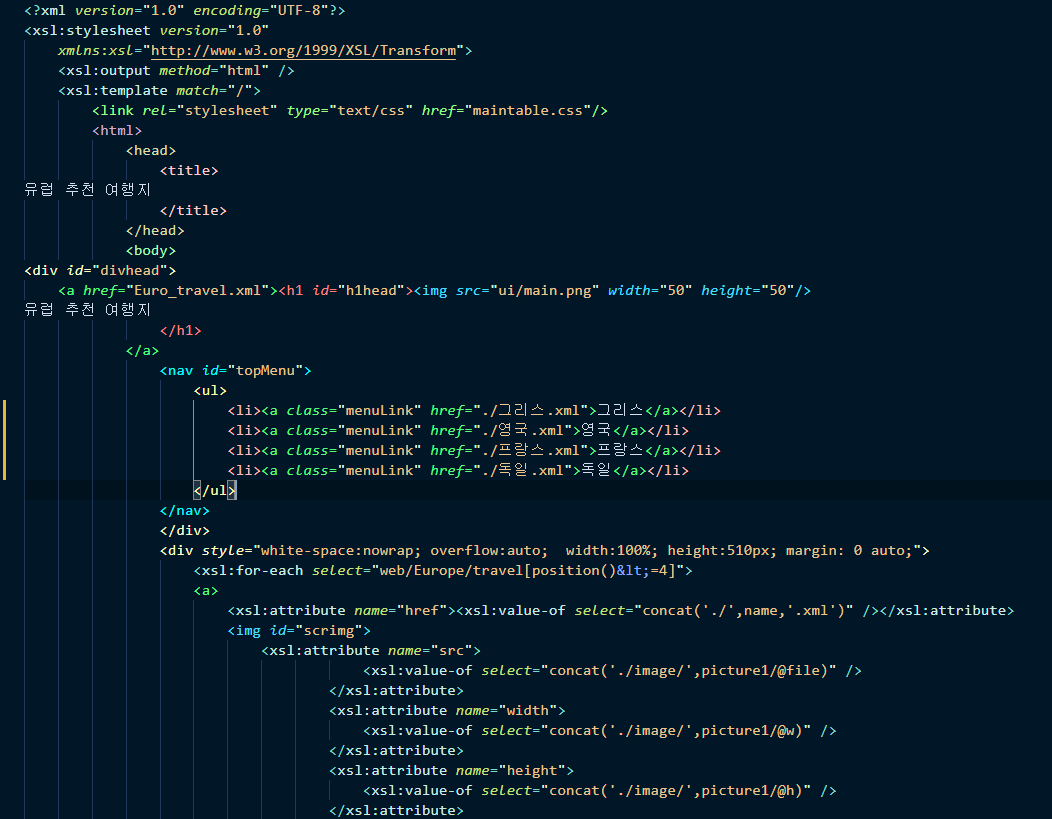 <?xml version="1.0" encoding="UTF-8"?>
<xsl:stylesheet version="1.0"
xmlns:xsl="http://www.w3.org/1999/XSL/Transform">
<xsl:output method="html" />
<xsl:template match="/">
<link rel="stylesheet" type="text/css" href="maintable.css"/>
<html>
<head>
<title>
유럽 추천 여행지
</title>
</head>
<body>
<div id="divhead">
<a href="Euro_travel.xml"><h1 id="h1head"><img src="ui/main.png" width="50" height="50"/>
유럽 추천 여행지
</h1>
</a>
<nav id="topMenu">
<ul>
<li><a class="menuLink" href="./그리스.xml">그리스</a></li>
<li><a class="menuLink" href="./영국.xml">영국</a></li>
<li><a class="menuLink" href="./프랑스.xml">프랑스</a></li>
<li><a class="menuLink" href="./독일.xml">독일</a></li>
</ul>
</nav>
</div>
<div style="white-space:nowrap; overflow:auto;  width:100%; height:510px; margin: 0 auto;">
<xsl:for-each select="web/Europe/travel[position()&lt;=4]">
<a>
<xsl:attribute name="href"><xsl:value-of select="concat('./',name,'.xml')" /></xsl:attribute>
<img id="scrimg">
<xsl:attribute name="src">
<xsl:value-of select="concat('./image/',picture1/@file)" />
</xsl:attribute>
<xsl:attribute name="width">
<xsl:value-of select="concat('./image/',picture1/@w)" />
</xsl:attribute>
<xsl:attribute name="height">
<xsl:value-of select="concat('./image/',picture1/@h)" />
</xsl:attribute>